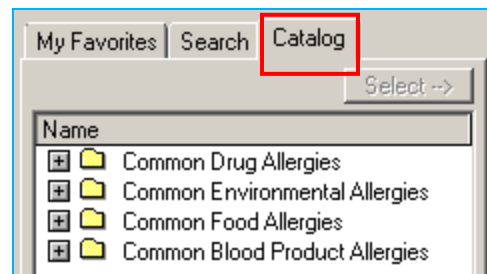 My Favorites Search Catalog
Select -->
Name
Common Drug Allergies
Common Environmental Allergies
Common Food Allergies
Common Blood Product Allergies